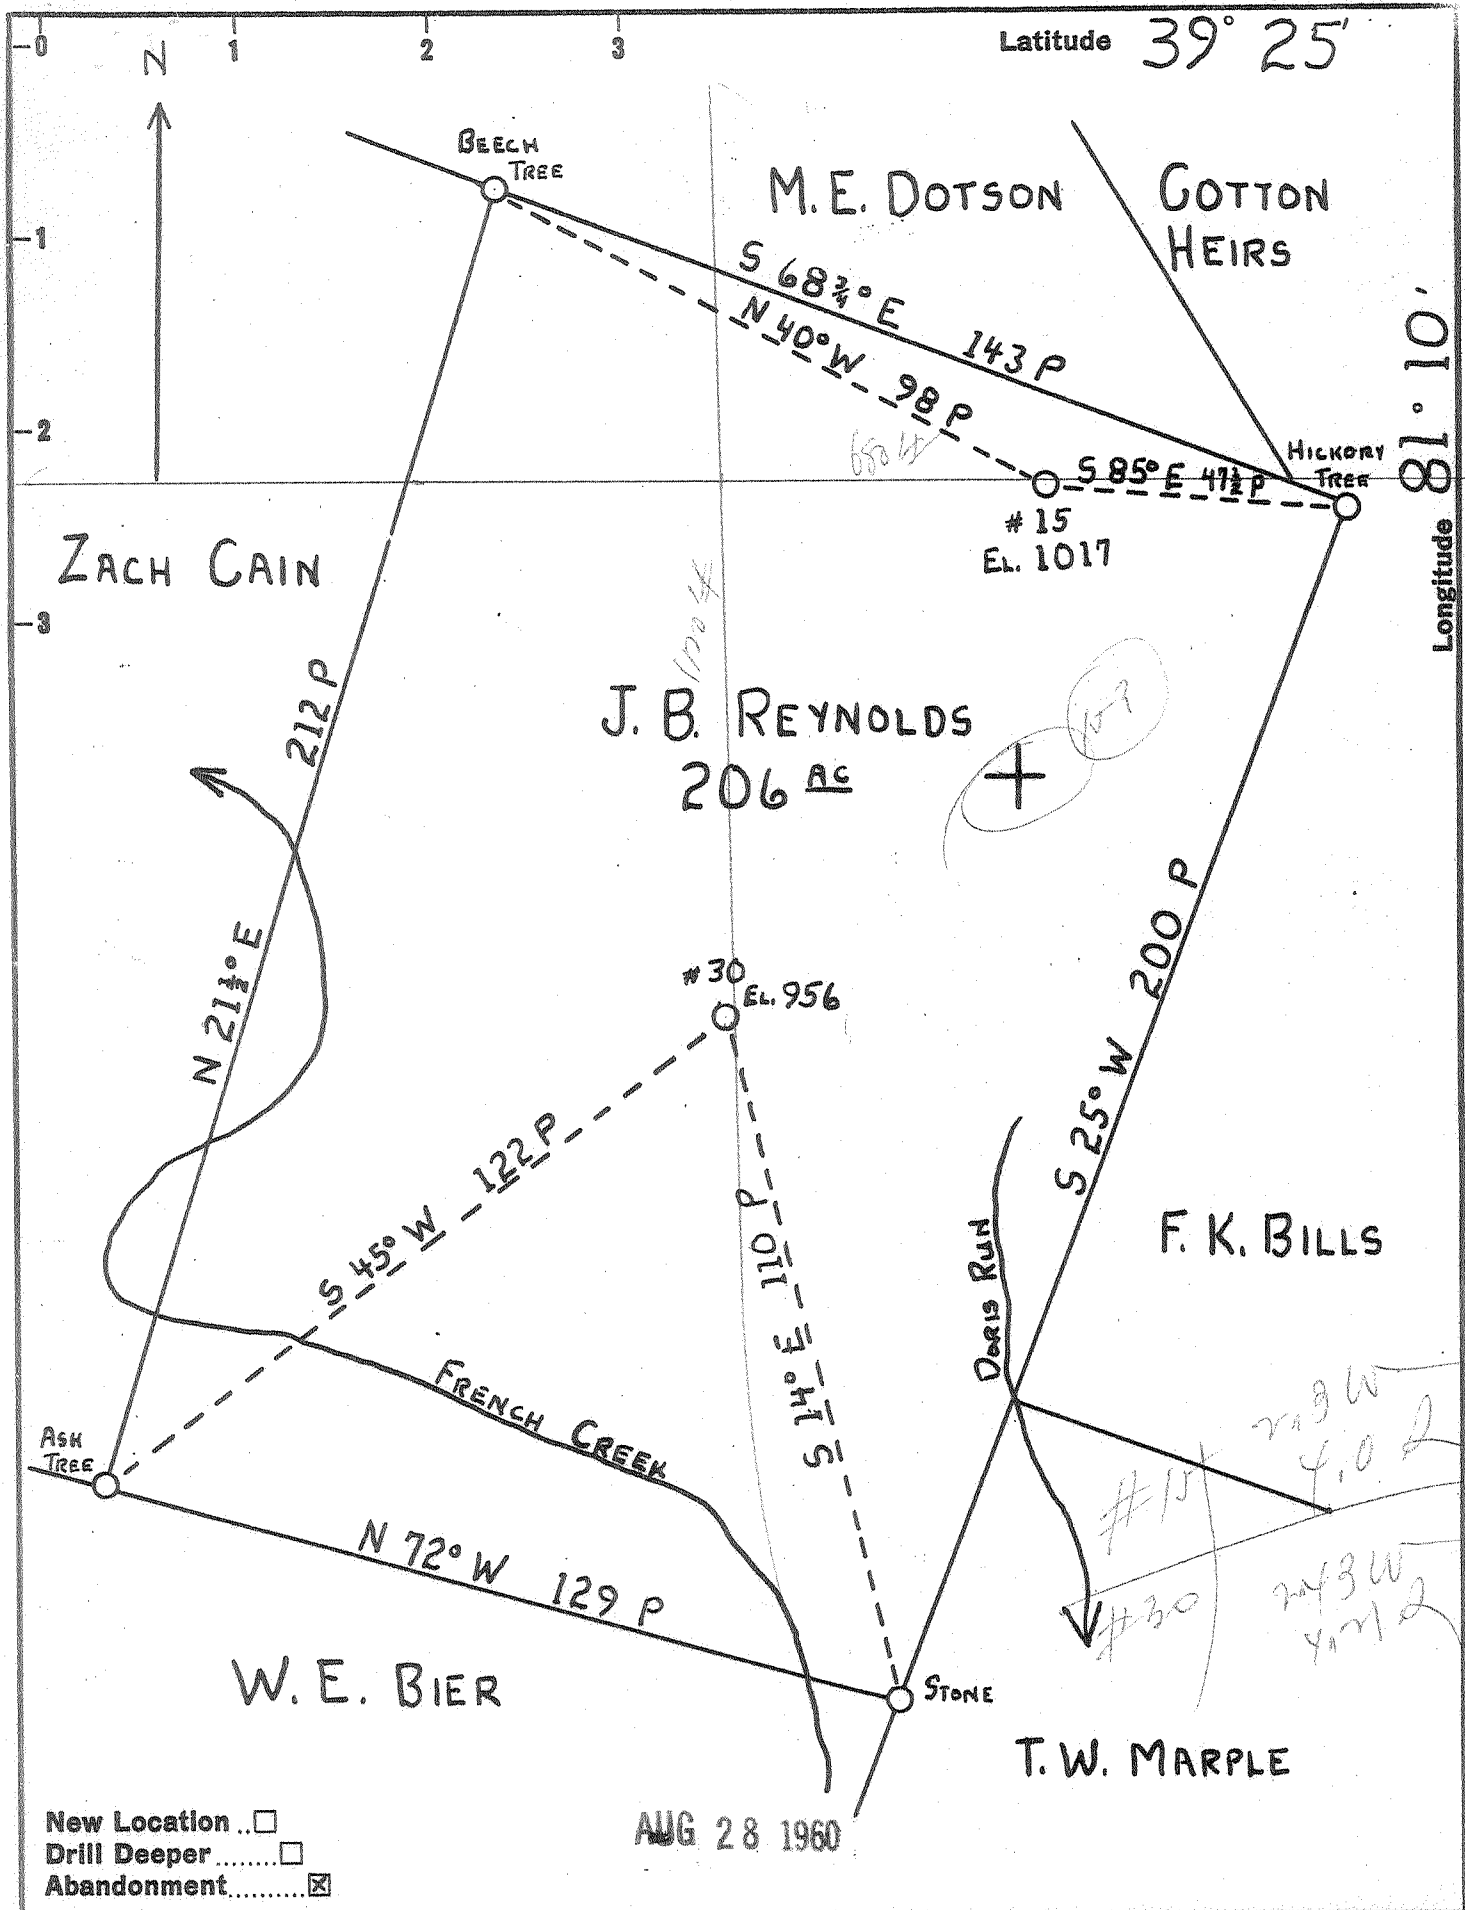 0 1 2 3 Latitude 39° 25'
N
BEECH
TREE
M.E. DOTSON
COTTON
HEIRS
1
S 68¾° E 143 P
N 40° W 98 P
81° 10'
Longitude
2
HICKORY
TREE
S 85° E 47½ P
# 15
EL. 1017
ZACH CAIN
3
212 P
N 21½° E
J. B. REYNOLDS
206 AC
S 25° W 200 P
# 30
EL. 956
S 45° W 122 P
S 14° E 110 P
DORIS RUN
F. K. BILLS
FRENCH CREEK
ASH
TREE
#15
4.0
#30
N 72° W 129 P
W. E. BIER
STONE
T. W. MARPLE
New Location ..☐
Drill Deeper ........☐
Abandonment ..........☒
AUG 28 1960